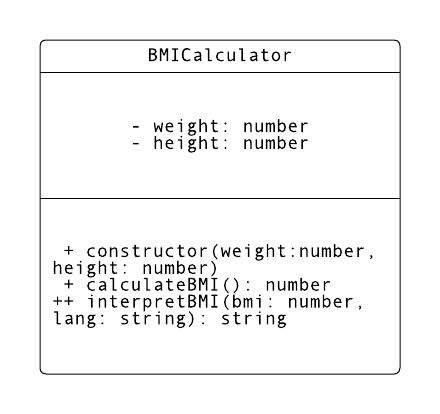 BMICalculator
- weight: number
- height: number
+ constructor(weight:number,
height: number)
+ calculateBMI(): number
++ interpretBMI(bmi: number,
lang: string): string